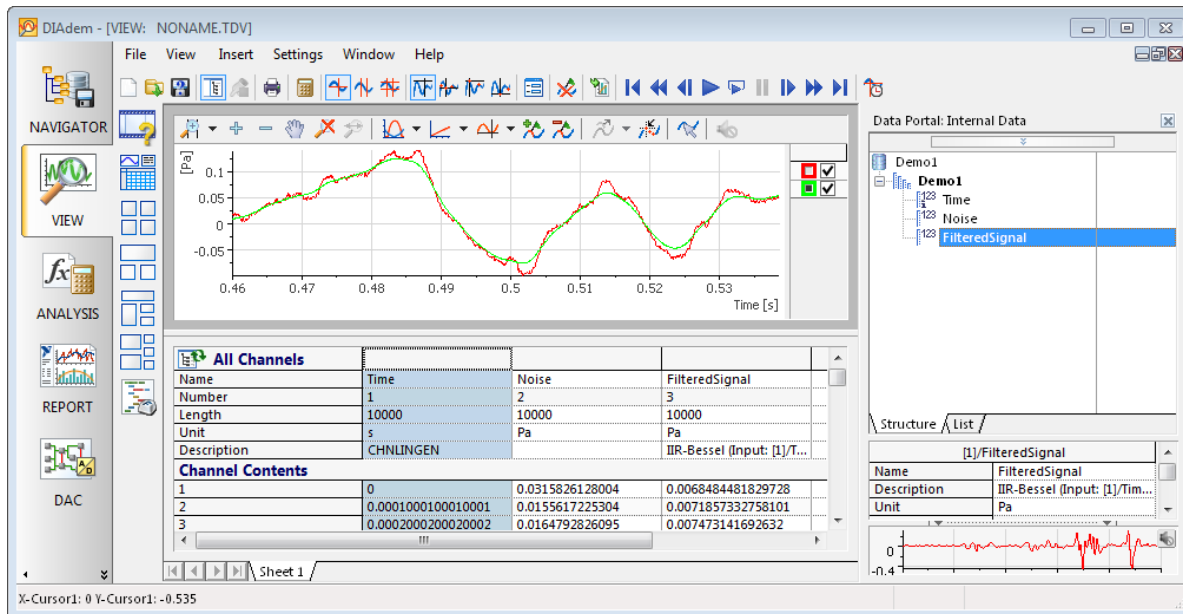 DIAdem - [VIEW: NONAME.TDV]
File View Insert Settings Window Help
NAVIGATOR
VIEW
ANALYSIS
REPORT
DAC
[Pa]
0.1
0.05
0
-0.05
0.46 0.47 0.48 0.49 0.5 0.51 0.52 0.53
Time [s]
All Channels
Name Time Noise FilteredSignal
Number 1 2 3
Length 10000 10000 10000
Unit s Pa Pa
Description CHNLINGEN IIR-Bessel (Input: [1]/T...
Channel Contents
1 0 0.0315826128004 0.0068484481829728
2 0.0001000100010001 0.0155617225304 0.0071857332758101
3 0.0002000200020002 0.0164792826095 0.007473141692632
Sheet 1
Data Portal: Internal Data
Demo1
Demo1
123 Time
123 Noise
123 FilteredSignal
Structure List
[1]/FilteredSignal
Name FilteredSignal
Description IIR-Bessel (Input: [1]/Tim...
Unit Pa
0
-0.4
X-Cursor1: 0 Y-Cursor1: -0.535